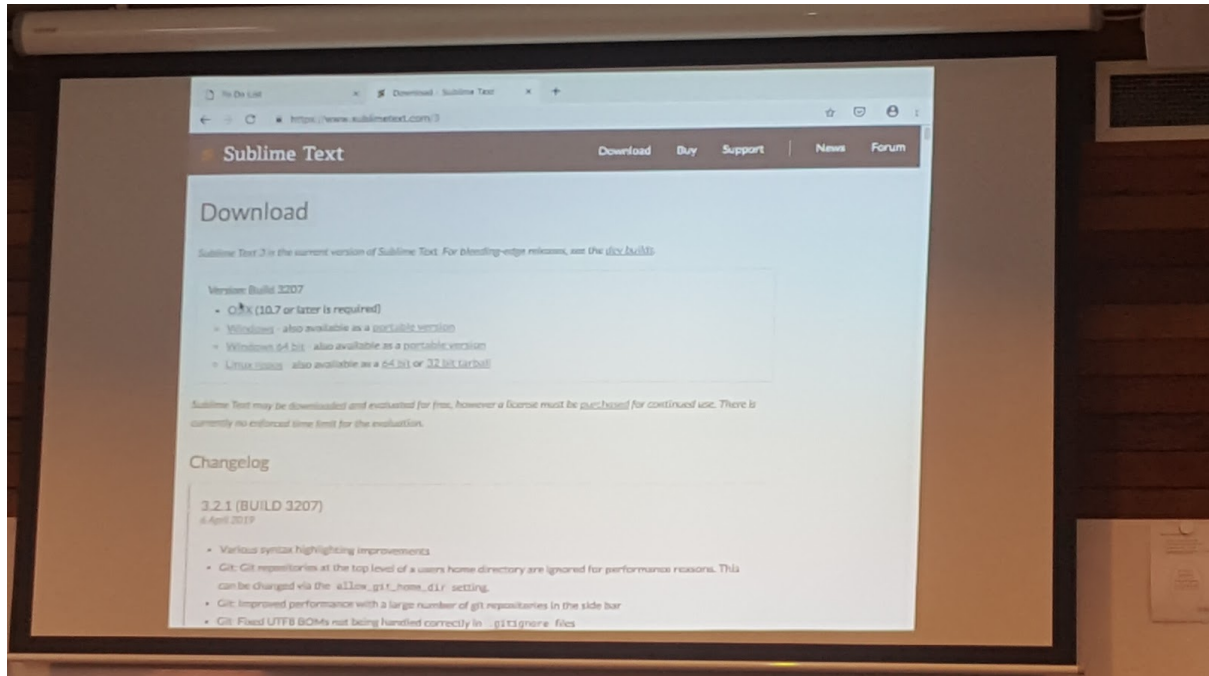 To Do List
Download - Sublime Text
https://www.sublimetext.com/3
Sublime Text
Download Buy Support News Forum
Download
Sublime Text 3 is the current version of Sublime Text. For bleeding-edge releases, see the dev builds.
Version: Build 3207
OS X (10.7 or later is required)
Windows - also available as a portable version
Windows 64 bit - also available as a portable version
Linux repos - also available as a 64 bit or 32 bit tarball
Sublime Text may be downloaded and evaluated for free, however a license must be purchased for continued use. There is
currently no enforced time limit for the evaluation.
Changelog
3.2.1 (BUILD 3207)
6 April 2019
Various syntax highlighting improvements
Git: Git repositories at the top level of a users home directory are ignored for performance reasons. This
can be changed via the allow_git_home_dir setting.
Git: Improved performance with a large number of git repositories in the side bar
Git: Fixed UTF8 BOMs not being handled correctly in .gitignore files